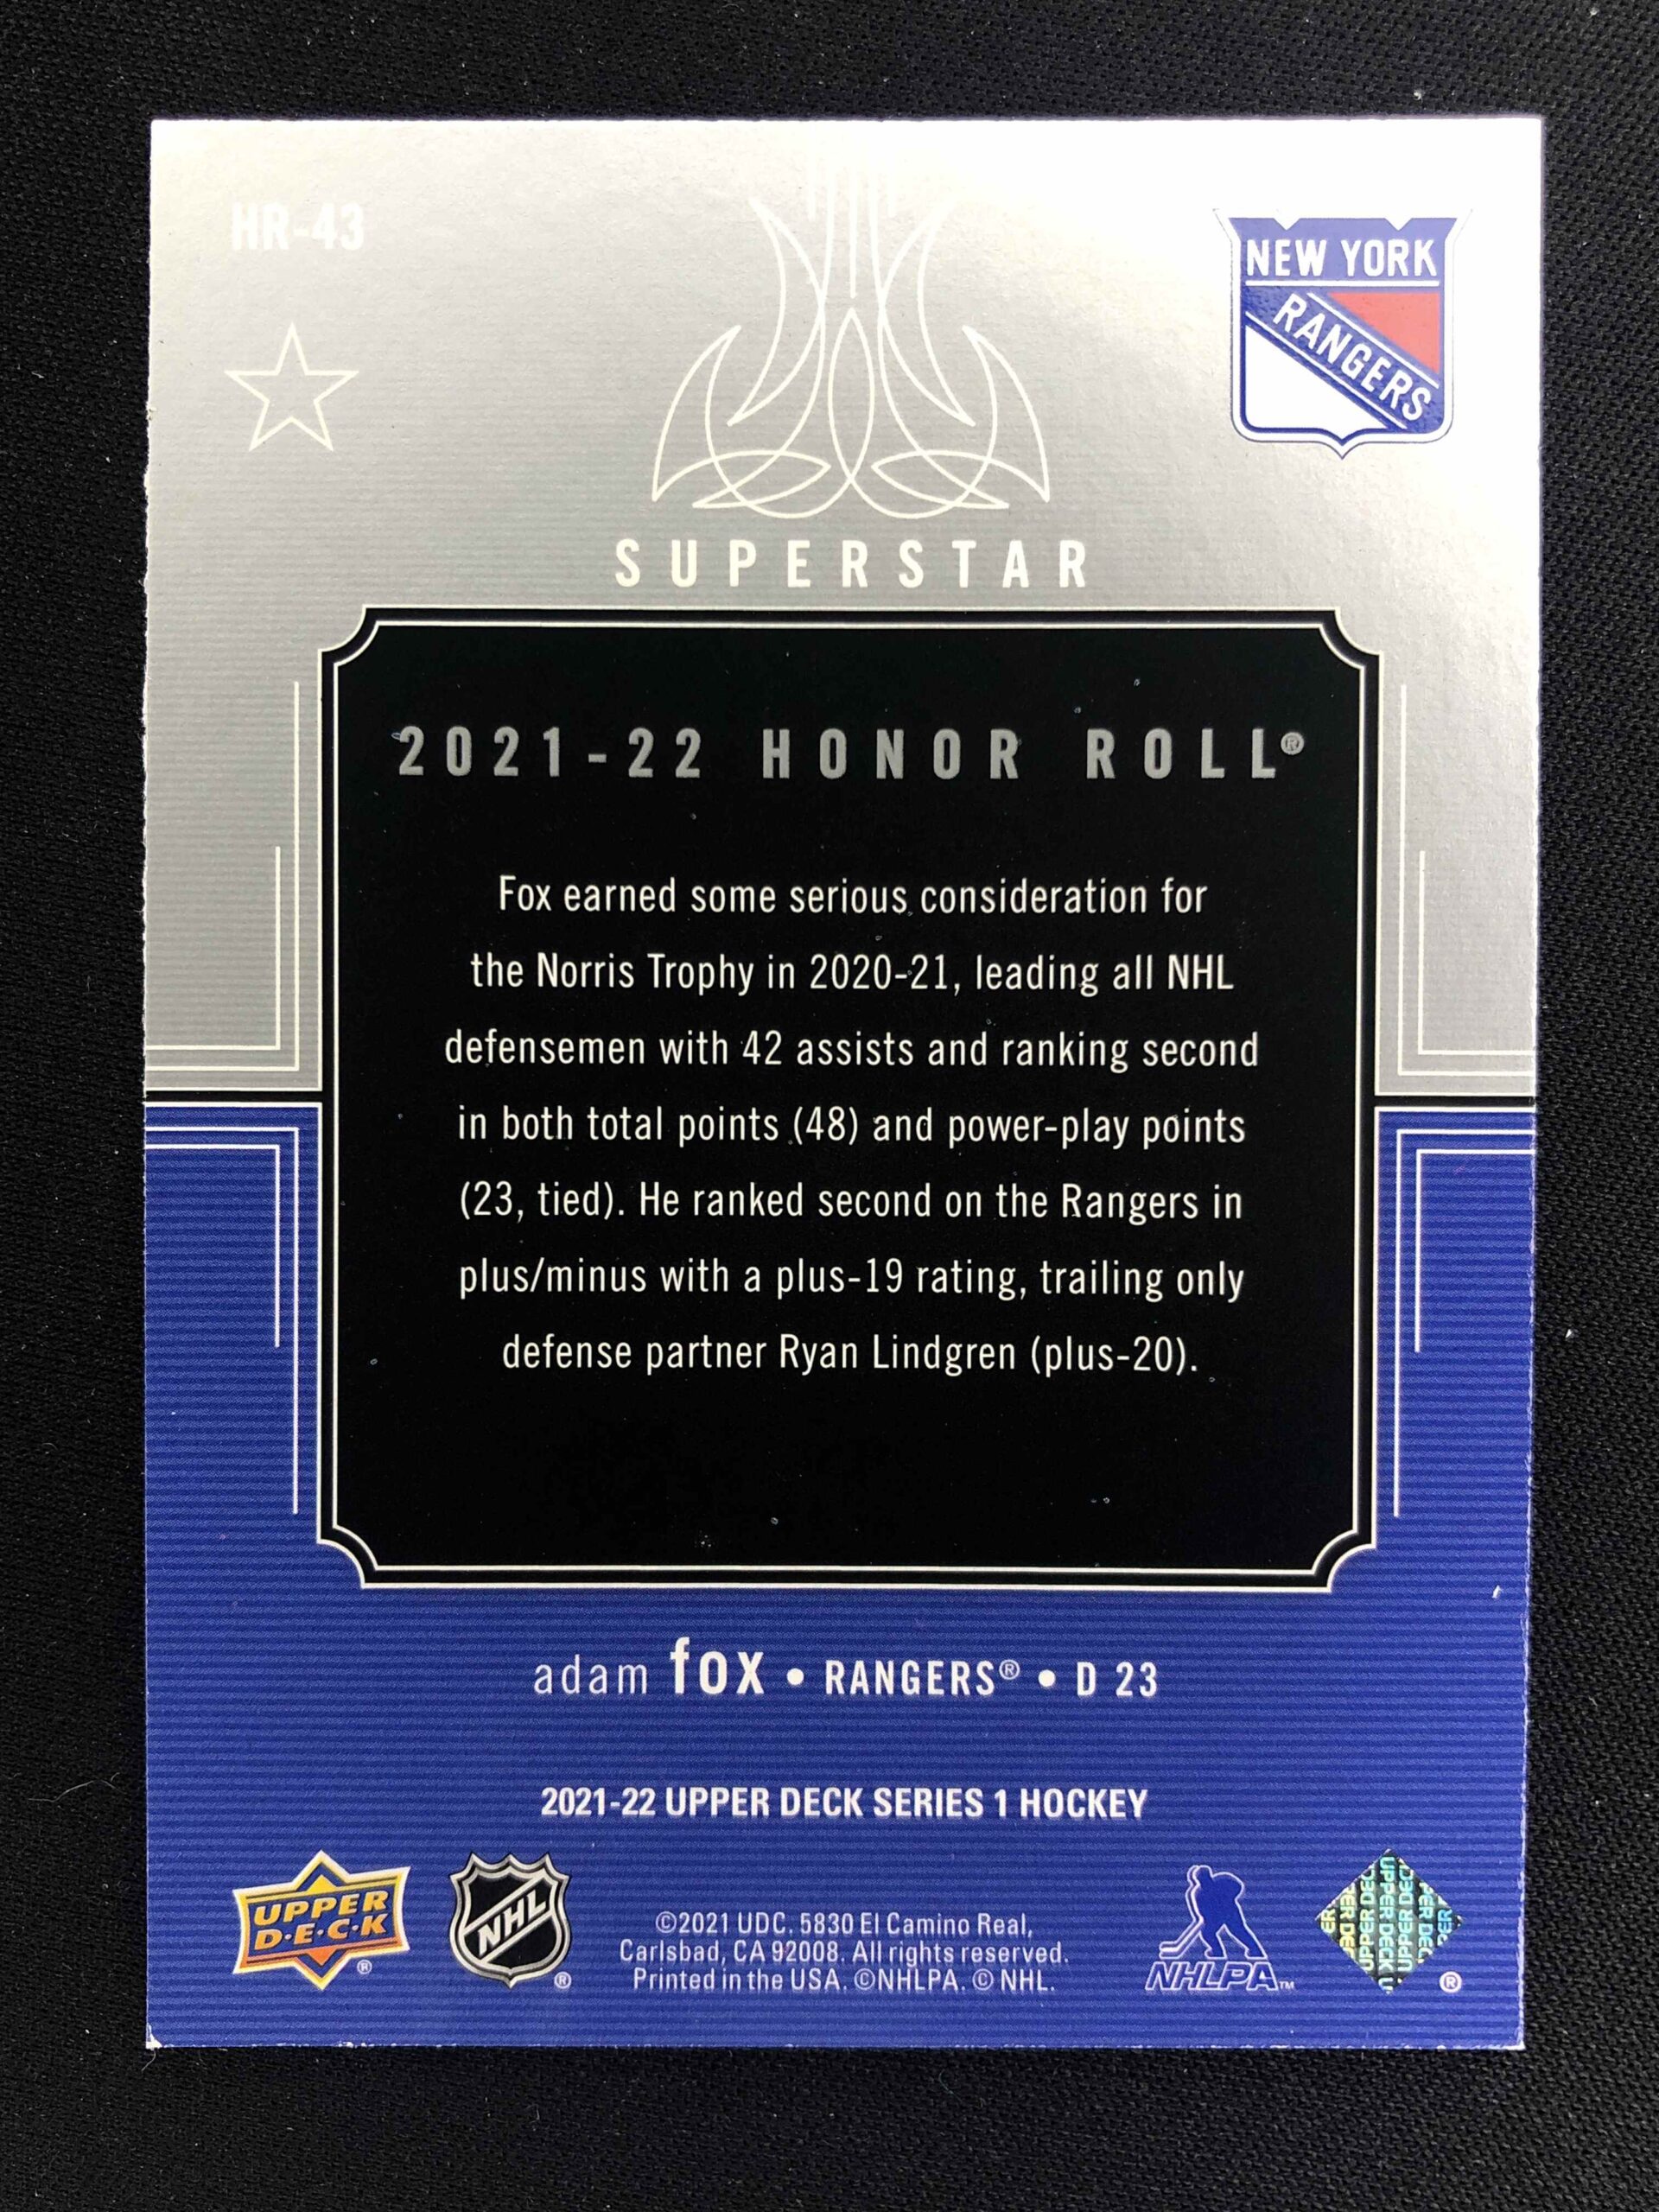 HR-43
NEW YORK
RANGERS
SUPERSTAR
2021-22 HONOR ROLL®
Fox earned some serious consideration for
the Norris Trophy in 2020-21, leading all NHL
defensemen with 42 assists and ranking second
in both total points (48) and power-play points
(23, tied). He ranked second on the Rangers in
plus/minus with a plus-19 rating, trailing only
defense partner Ryan Lindgren (plus-20).
adam fox • RANGERS® • D 23
2021-22 UPPER DECK SERIES 1 HOCKEY
UPPER
D·E·C·K
®
NHL
®
©2021 UDC. 5830 El Camino Real,
Carlsbad, CA 92008. All rights reserved.
Printed in the USA. ©NHLPA. © NHL.
NHLPA™
UPPER DECK
®